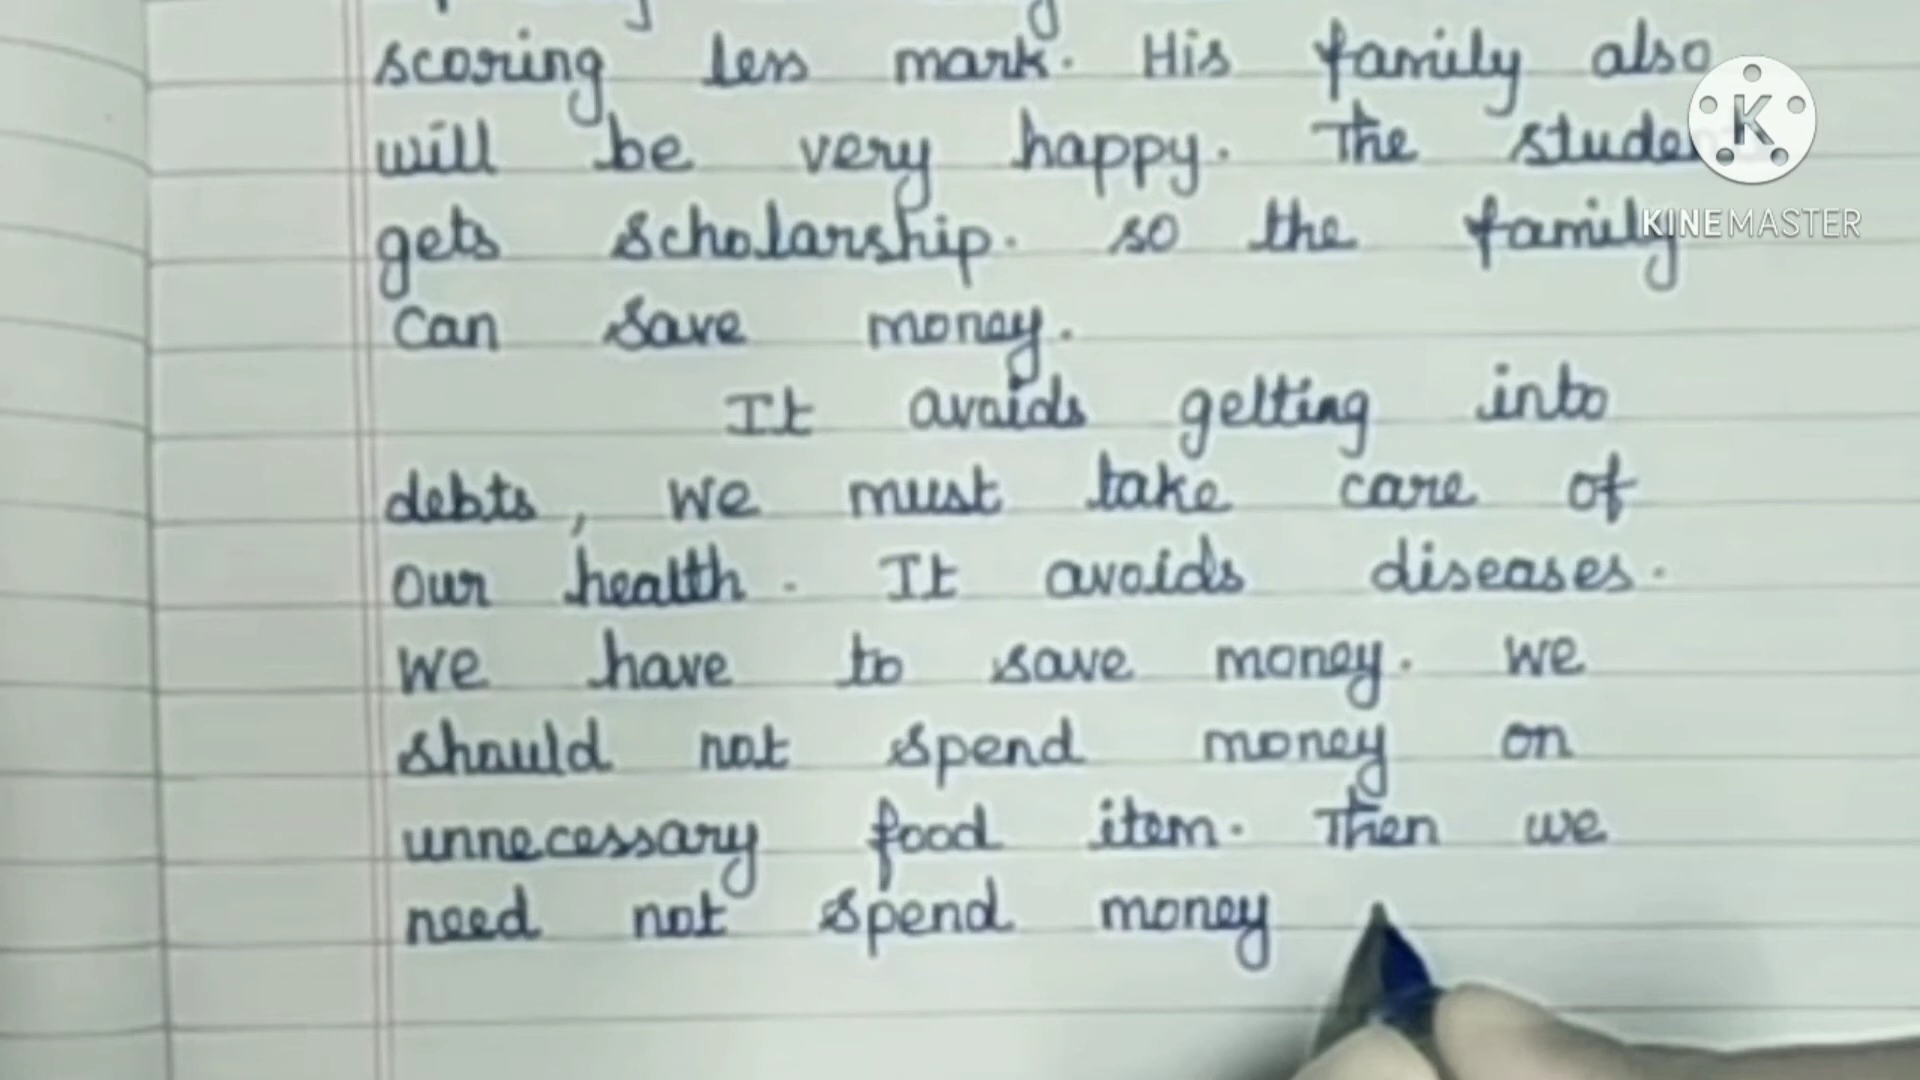 scoring less mark. His family also
will be very happy. The student
gets scholarship. so the family
can save money.
It avoids getting into
debts, we must take care of
our health. It avoids diseases.
we have to save money. we
should not spend money on
unnecessary food item. Then we
need not spend money
K
KINEMASTER